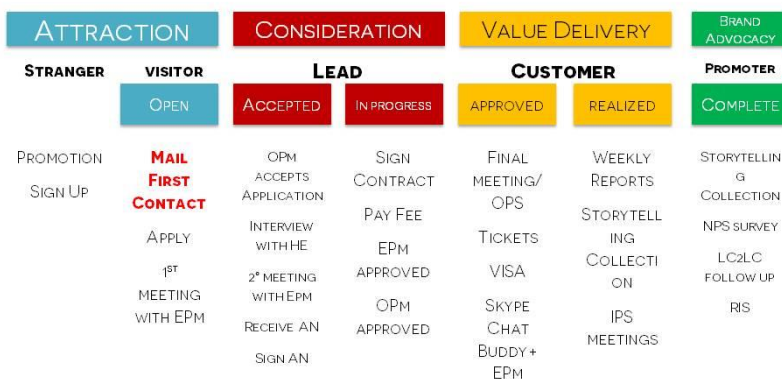 ATTRACTION
CONSIDERATION
VALUE DELIVERY
BRAND
ADVOCACY
STRANGER
VISITOR
LEAD
CUSTOMER
PROMOTER
OPEN
ACCEPTED
IN PROGRESS
APPROVED
REALIZED
COMPLETE
PROMOTION
SIGN UP
MAIL
FIRST
CONTACT
APPLY
1ST
MEETING
WITH EPM
OPM
ACCEPTS
APPLICATION
INTERVIEW
WITH HE
2° MEETING
WITH EPM
RECEIVE AN
SIGN AN
SIGN
CONTRACT
PAY FEE
EPM
APPROVED
OPM
APPROVED
FINAL
MEETING/
OPS
TICKETS
VISA
SKYPE
CHAT
BUDDY +
EPM
WEEKLY
REPORTS
STORYTELL
ING
COLLECTI
ON
IPS
MEETINGS
STORYTELLIN
G
COLLECTION
NPS SURVEY
LC2LC
FOLLOW UP
RIS